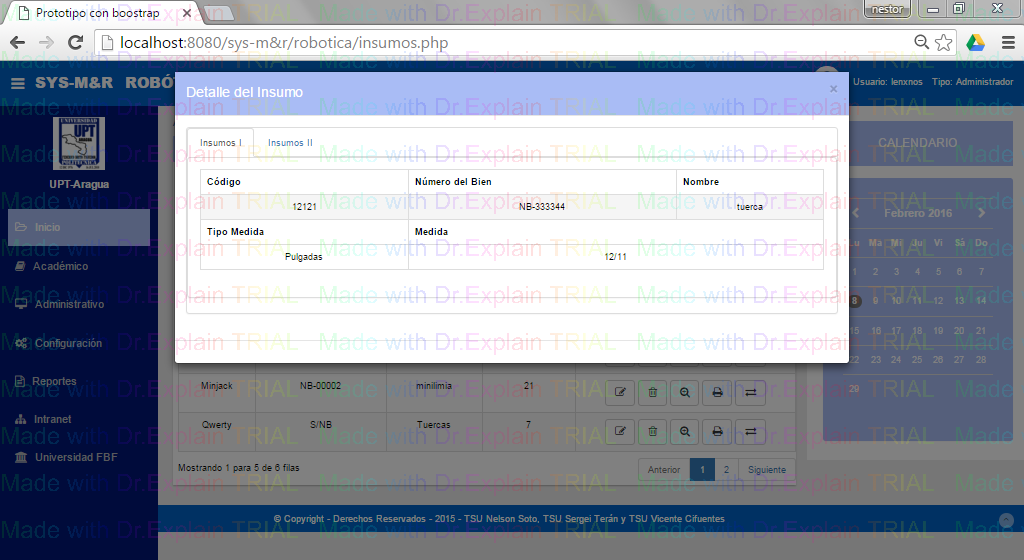 Prototipo con boostrap
nestor
localhost:8080/sys-m&r/robotica/insumos.php
SYS-M&R ROBÓT
Usuario: lenxnos Tipo: Administrador
UNIVERSIDAD
UPT
ARAGUA
POLITECNICA
UPT-Aragua
Inicio
Académico
Administrativo
Configuración
Reportes
Intranet
Universidad FBF
Detalle del Insumo ×
Insumos I Insumos II
Código Número del Bien Nombre
12121 NB-333344 tuerca
Tipo Medida Medida
Pulgadas 12/11
Minjack NB-00002 minilimia 21
Qwerty S/NB Tuercas 7
Mostrando 1 para 5 de 6 filas
Anterior 1 2 Siguiente
CALENDARIO
Febrero 2016
Lu Ma Mi Ju Vi Sá Do
1 2 3 4 5 6 7
8 9 10 11 12 13 14
15 16 17 18 19 20 21
22 23 24 25 26 27 28
29
© Copyright - Derechos Reservados - 2015 - TSU Nelson Soto, TSU Sergei Terán y TSU Vicente Cifuentes
Made with Dr.Explain TRIAL